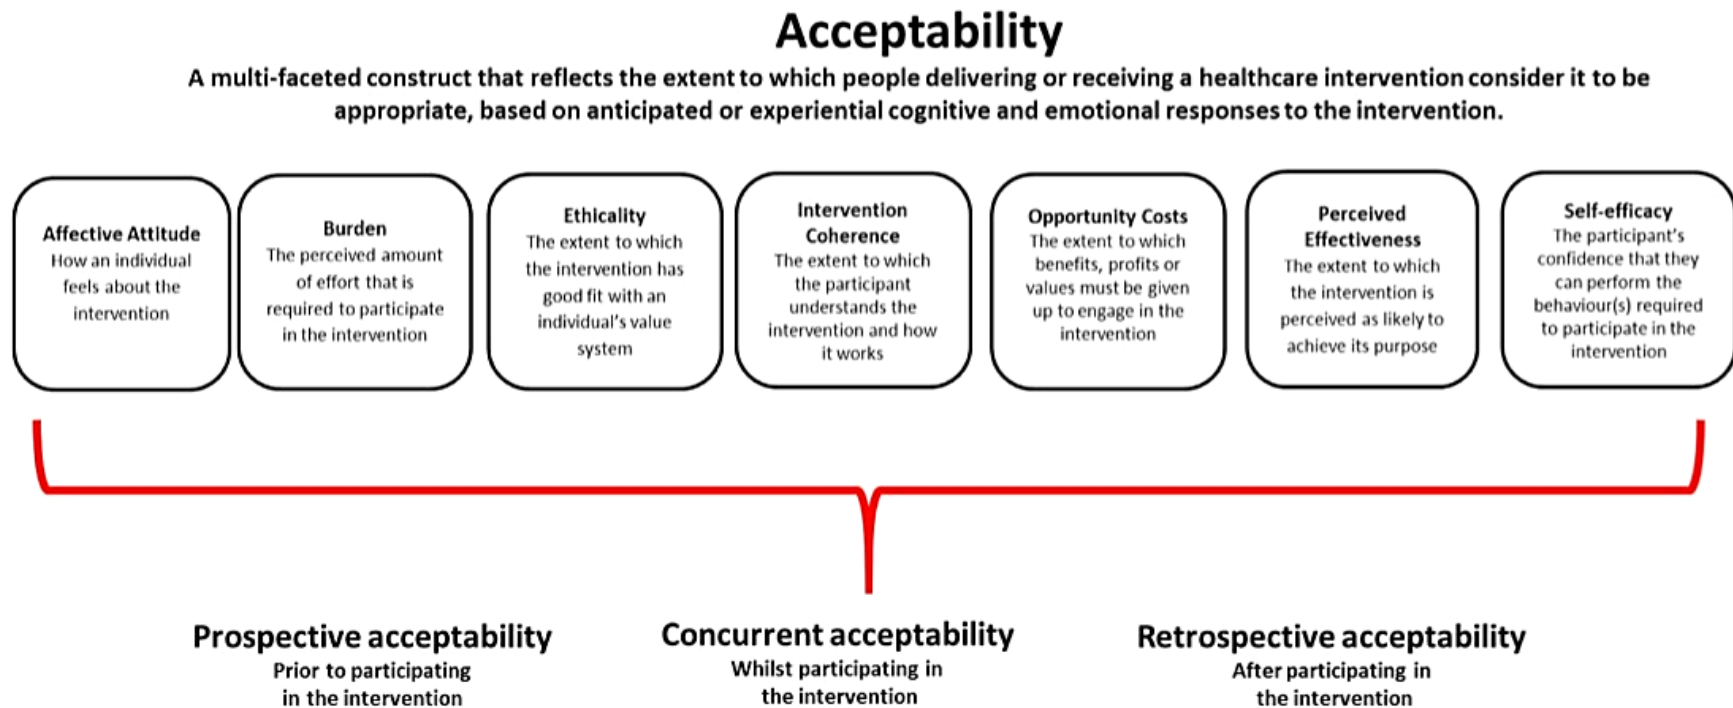 Acceptability
A multi-faceted construct that reflects the extent to which people delivering or receiving a healthcare intervention consider it to be
appropriate, based on anticipated or experiential cognitive and emotional responses to the intervention.
Affective Attitude
How an individual
feels about the
intervention
Burden
The perceived amount
of effort that is
required to participate
in the intervention
Ethicality
The extent to which
the intervention has
good fit with an
individual's value
system
Intervention
Coherence
The extent to which
the participant
understands the
intervention and how
it works
Opportunity Costs
The extent to which
benefits, profits or
values must be given
up to engage in the
intervention
Perceived
Effectiveness
The extent to which
the intervention is
perceived as likely to
achieve its purpose
Self-efficacy
The participant's
confidence that they
can perform the
behaviour(s) required
to participate in the
intervention
Prospective acceptability
Prior to participating
in the intervention
Concurrent acceptability
Whilst participating in
the intervention
Retrospective acceptability
After participating in
the intervention